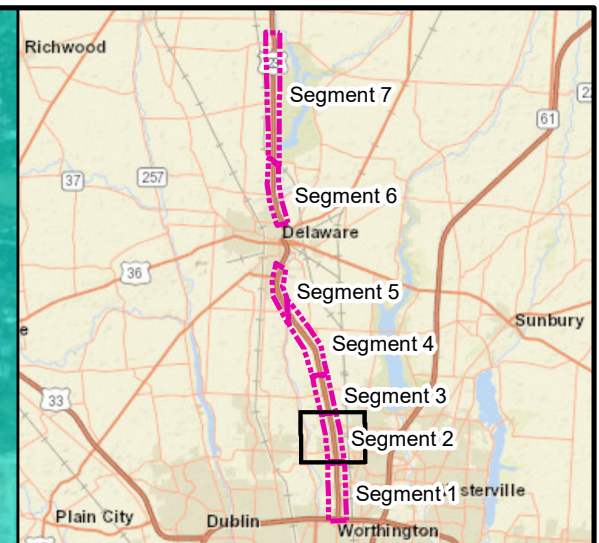 Richwood
23
Segment 7
61
37
257
Segment 6
Delaware
36
Segment 5
Sunbury
Segment 4
Segment 3
33
Segment 2
Segment 1
sterville
Plain City
Dublin
Worthington